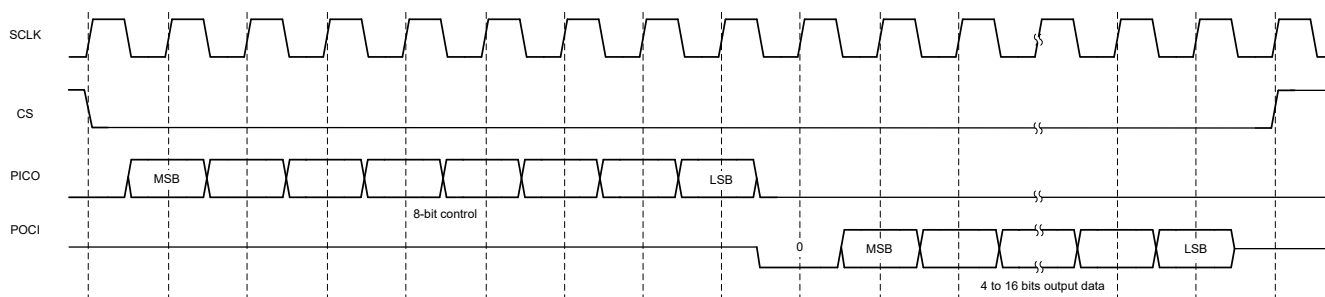 SCLK
CS
PICO
MSB
LSB
8-bit control
POCI
0
MSB
LSB
4 to 16 bits output data